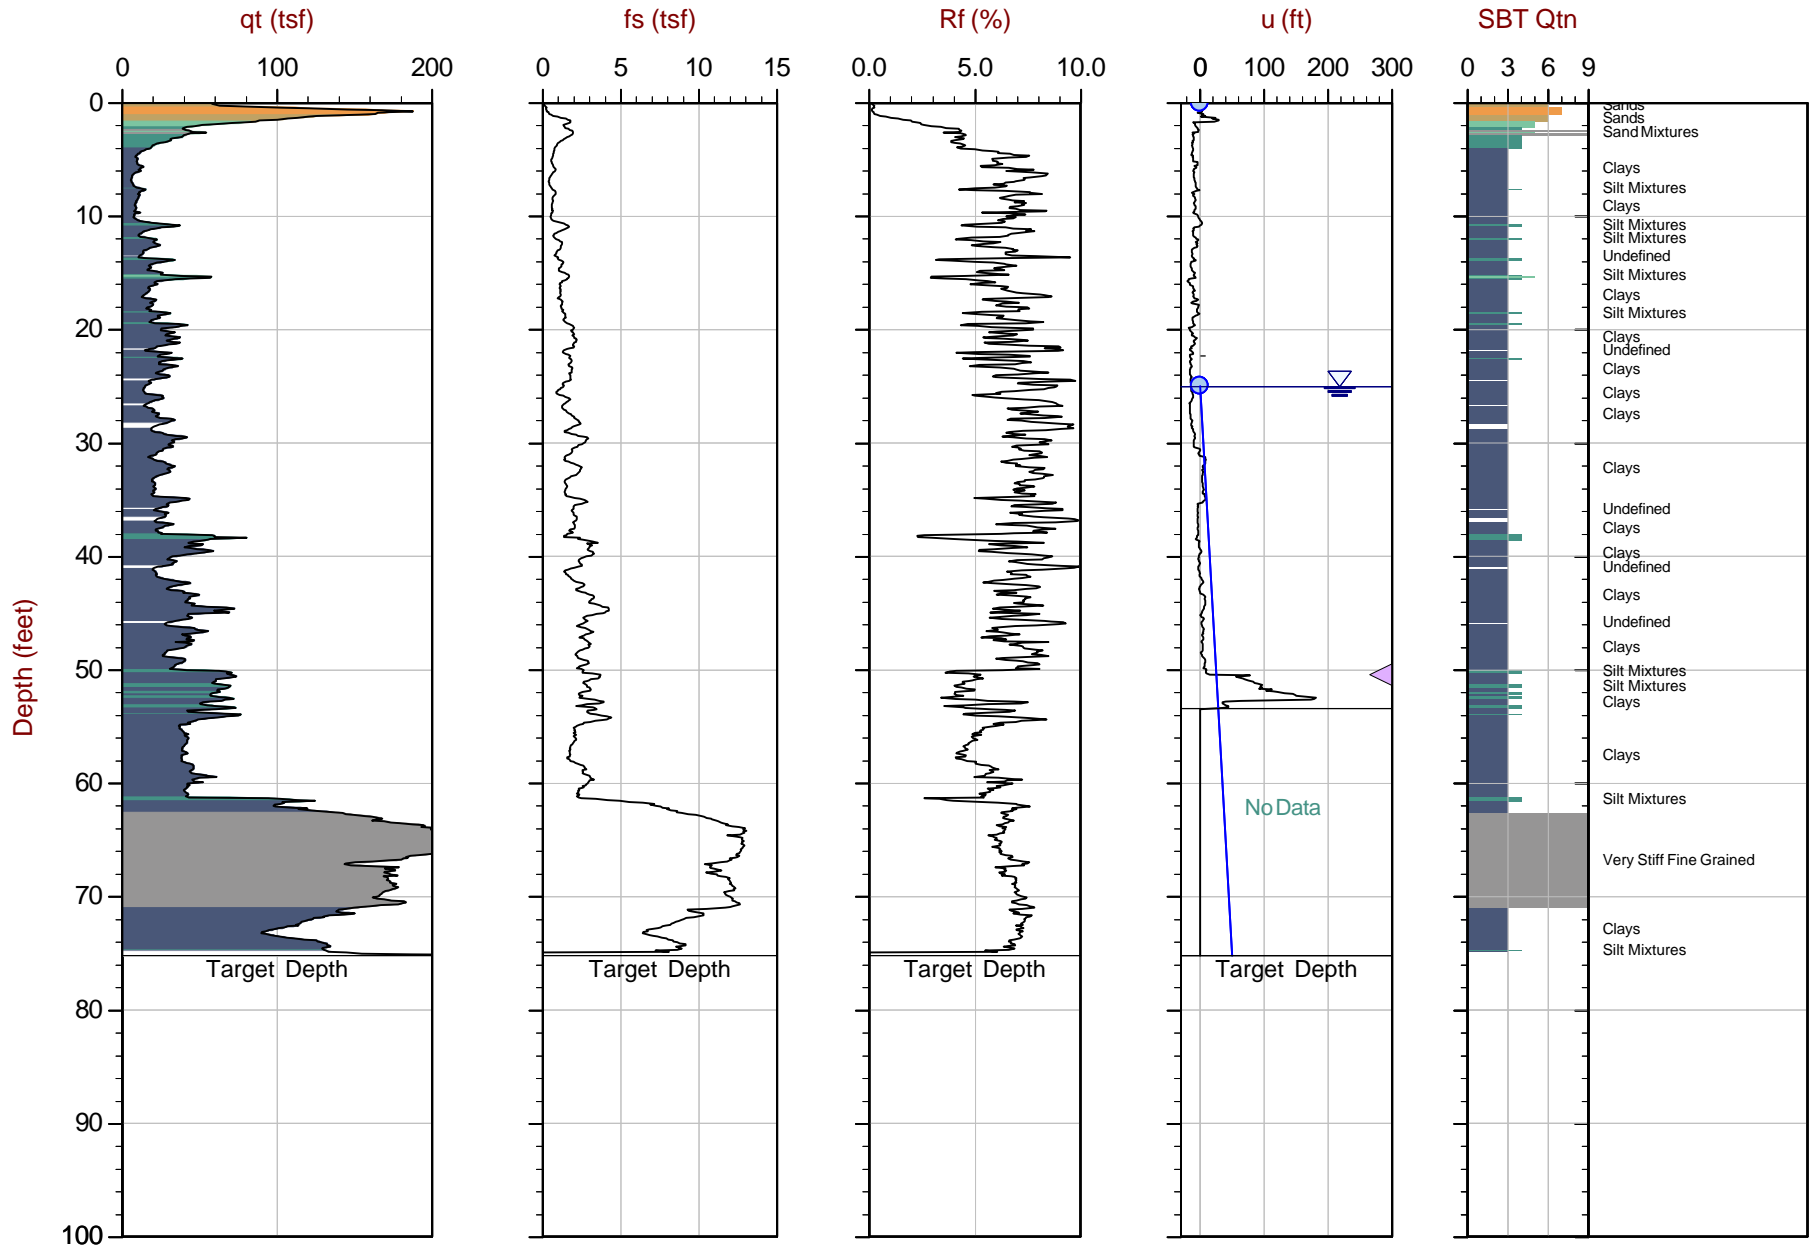 qt (tsf)
fs (tsf)
Rf (%)
u (ft)
SBT Qtn
0 100 200
0 5 10 15
0.0 5.0 10.0
0 0 100 200 300
0 3 6 9
Depth (feet)
0
10
20
30
40
50
60
70
80
90
100
Sands
Sands
Sand Mixtures
Clays
Silt Mixtures
Clays
Silt Mixtures
Silt Mixtures
Undefined
Silt Mixtures
Clays
Silt Mixtures
Clays
Undefined
Clays
Clays
Clays
Clays
Undefined
Clays
Clays
Undefined
Clays
Undefined
Clays
Silt Mixtures
Silt Mixtures
Clays
Clays
Silt Mixtures
Very Stiff Fine Grained
Clays
Silt Mixtures
No Data
Target Depth
Target Depth
Target Depth
Target Depth